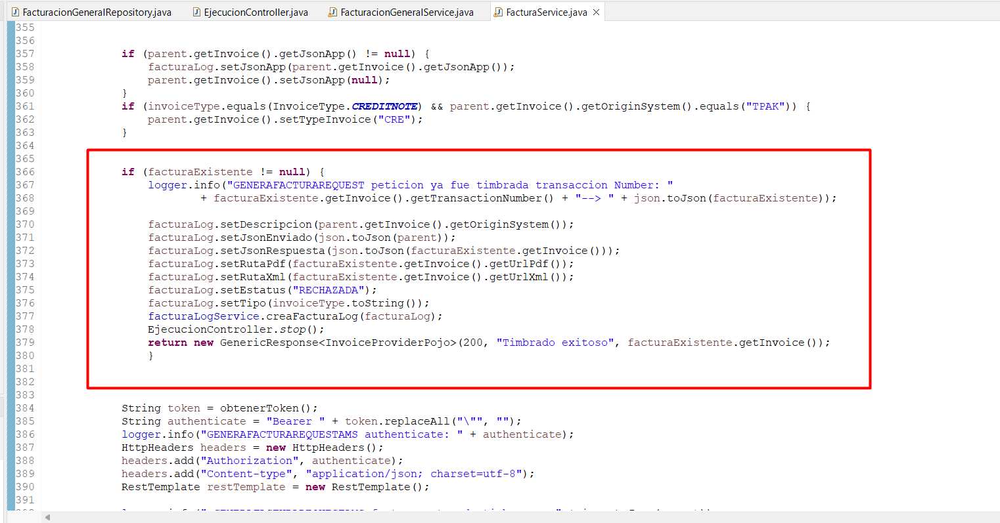 FacturacionGeneralRepository.java EjecucionController.java FacturacionGeneralService.java FacturaService.java
355
356
357 if (parent.getInvoice().getJsonApp() != null) {
358 facturaLog.setJsonApp(parent.getInvoice().getJsonApp());
359 parent.getInvoice().setJsonApp(null);
360 }
361 if (invoiceType.equals(InvoiceType.CREDITNOTE) && parent.getInvoice().getOriginSystem().equals("TPAK")) {
362 parent.getInvoice().setTypeInvoice("CRE");
363 }
364
365
366 if (facturaExistente != null) {
367 logger.info("GENERAFACTURAREQUEST peticion ya fue timbrada transaccion Number: "
368 + facturaExistente.getInvoice().getTransactionNumber() + "--> " + json.toJson(facturaExistente));
369
370 facturaLog.setDescripcion(parent.getInvoice().getOriginSystem());
371 facturaLog.setJsonEnviado(json.toJson(parent));
372 facturaLog.setJsonRespuesta(json.toJson(facturaExistente.getInvoice()));
373 facturaLog.setRutaPdf(facturaExistente.getInvoice().getUrlPdf());
374 facturaLog.setRutaXml(facturaExistente.getInvoice().getUrlXml());
375 facturaLog.setEstatus("RECHAZADA");
376 facturaLog.setTipo(invoiceType.toString());
377 facturaLogService.creaFacturaLog(facturaLog);
378 EjecucionController.stop();
379 return new GenericResponse<InvoiceProviderPojo>(200, "Timbrado exitoso", facturaExistente.getInvoice());
380 }
381
382
383
384 String token = obtenerToken();
385 String authenticate = "Bearer " + token.replaceAll("\"", "");
386 logger.info("GENERAFACTURAREQUESTAMS authenticate: " + authenticate);
387 HttpHeaders headers = new HttpHeaders();
388 headers.add("Authorization", authenticate);
389 headers.add("Content-type", "application/json; charset=utf-8");
390 RestTemplate restTemplate = new RestTemplate();
391